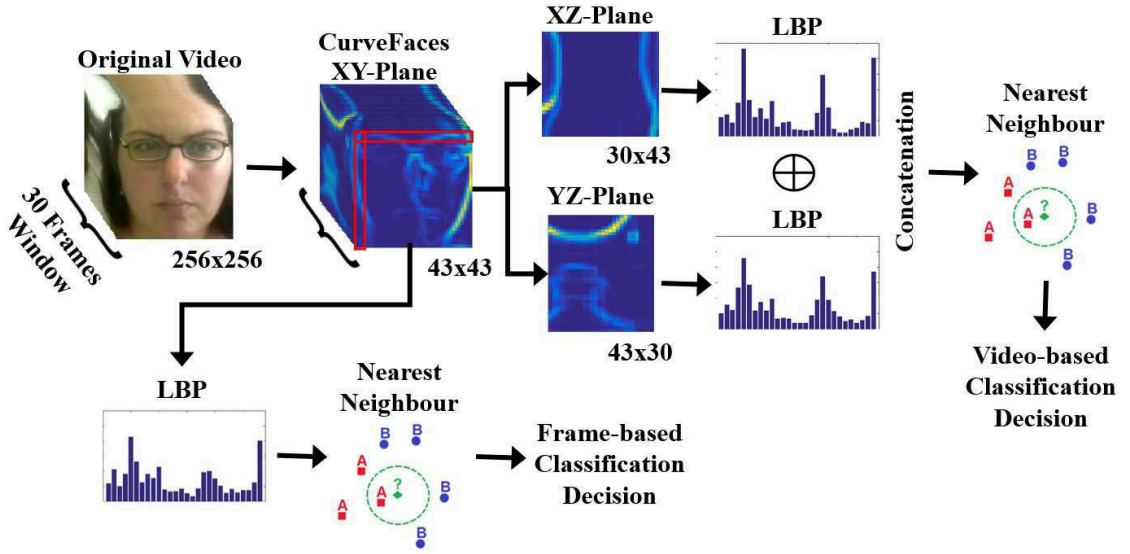 Original Video
30 Frames
Window
256x256
CurveFaces
XY-Plane
43x43
XZ-Plane
30x43
YZ-Plane
43x30
LBP
LBP
Concatenation
Nearest
Neighbour
B
B
A
?
A
A
B
B
Video-based
Classification
Decision
LBP
Nearest
Neighbour
B
B
A
?
A
A
B
B
Frame-based
Classification
Decision